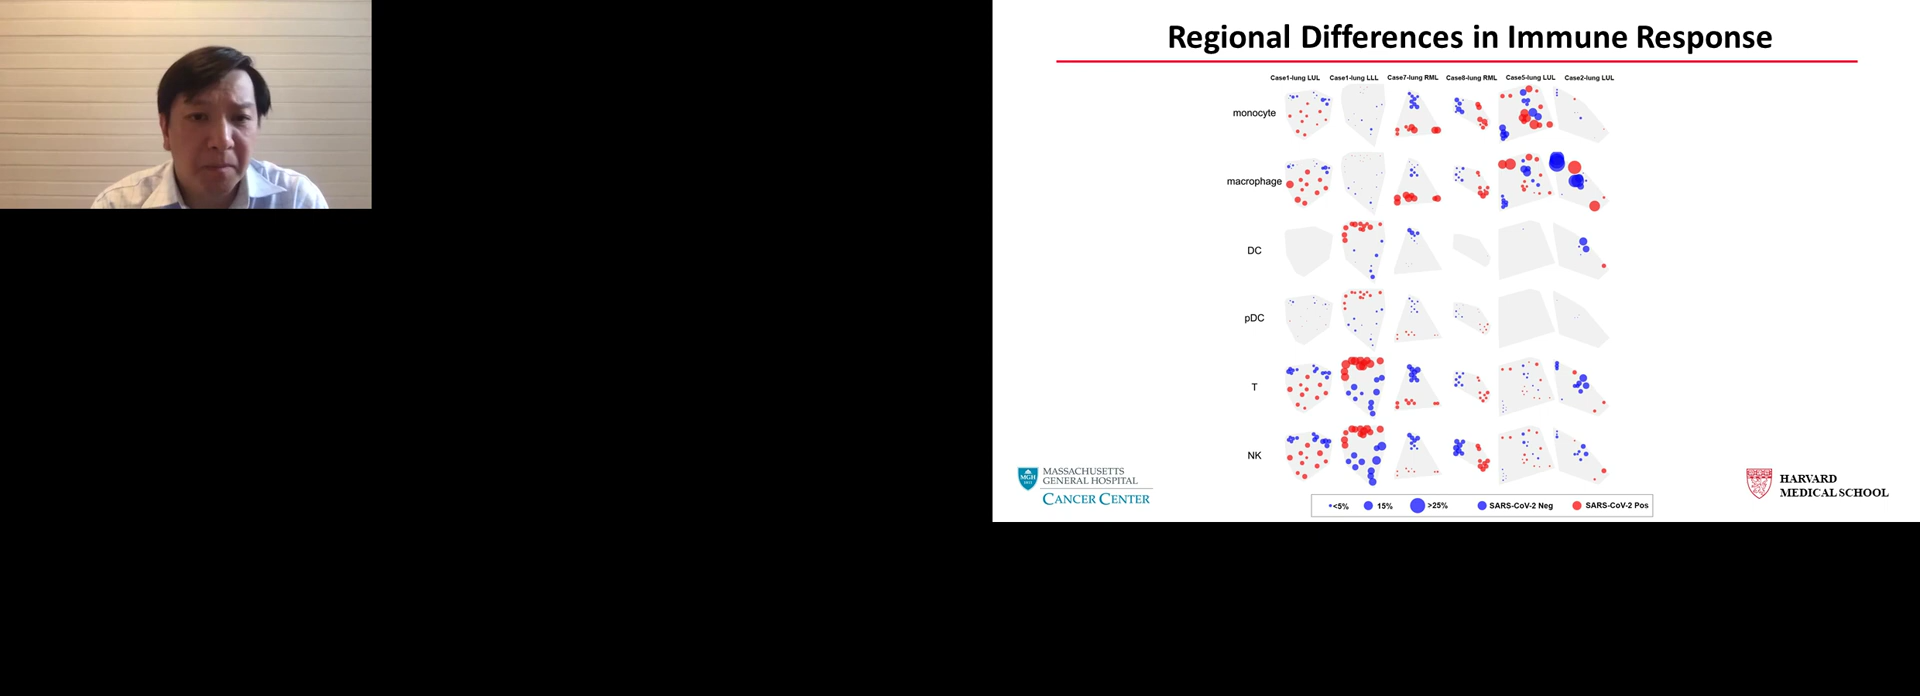 Regional Differences in Immune Response
Case1-lung LUL Case1-lung LLL Case7-lung RML Case8-lung RML Case5-lung LUL Case2-lung LUL
monocyte
macrophage
DC
pDC
T
NK
MGH
1811
MASSACHUSETTS
GENERAL HOSPITAL
CANCER CENTER
HARVARD
MEDICAL SCHOOL
<5% 15% >25% SARS-CoV-2 Neg SARS-CoV-2 Pos